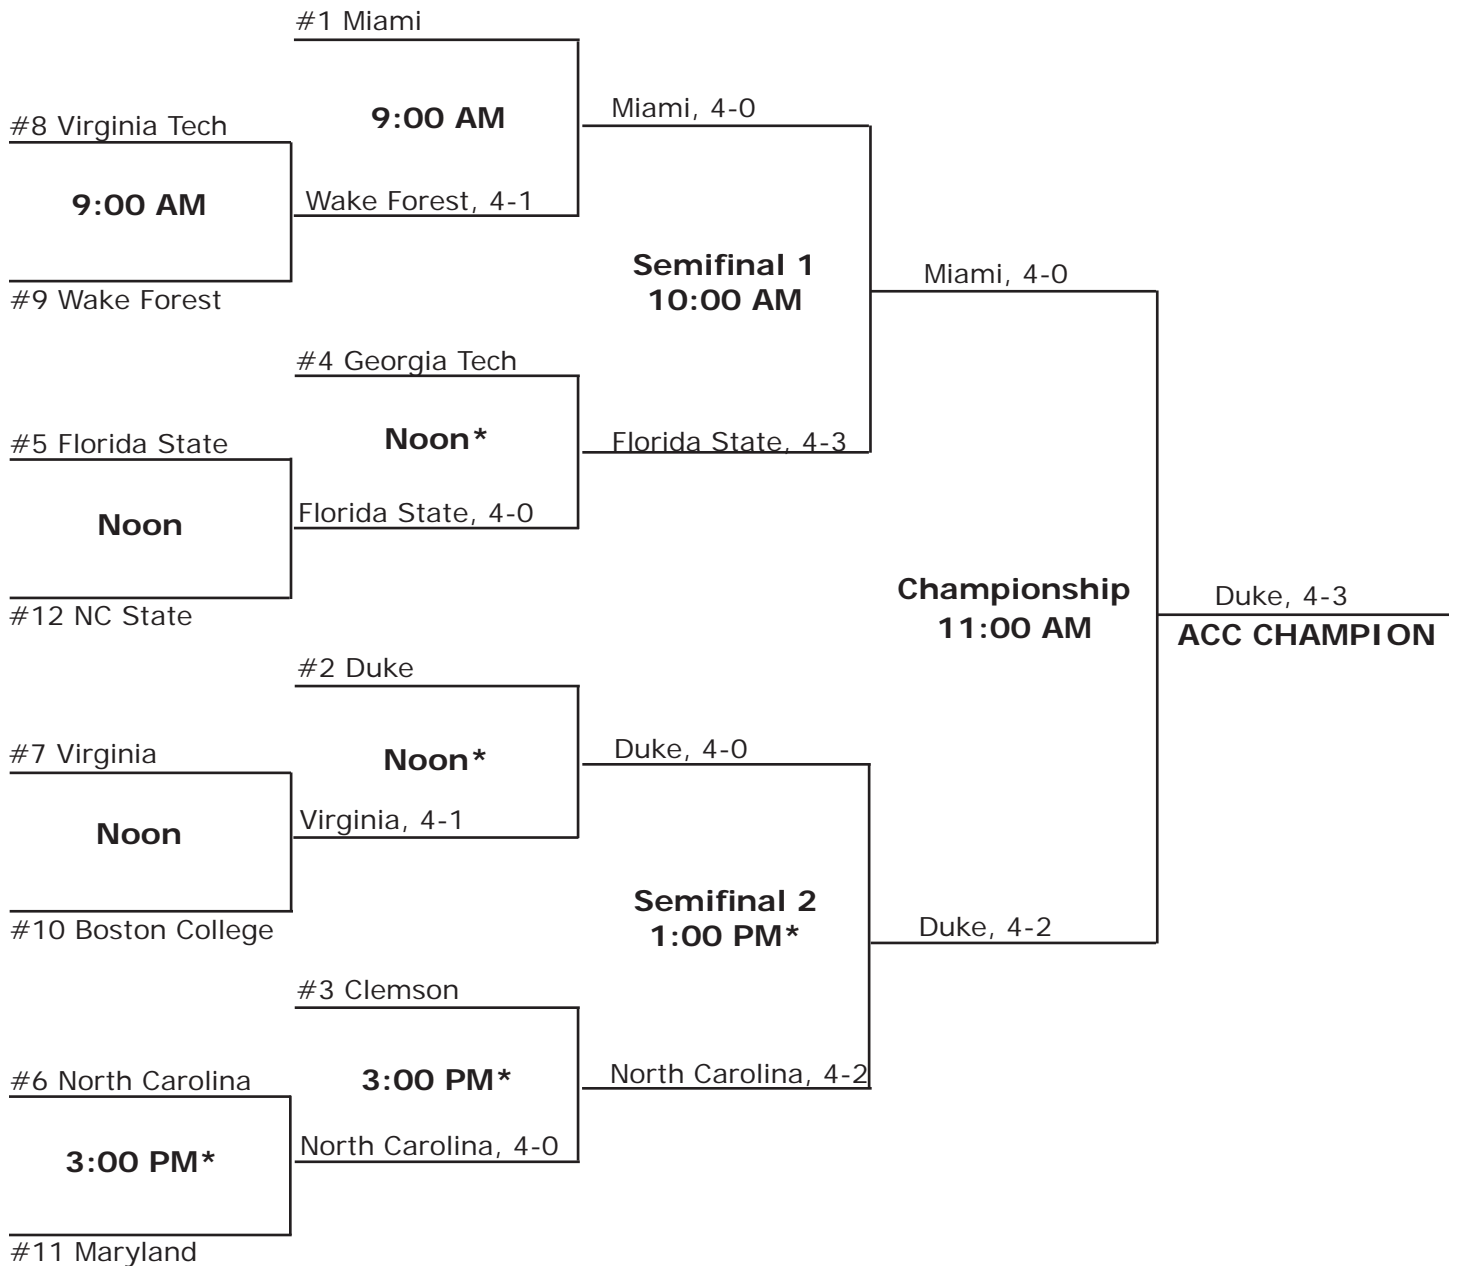 #1 Miami
9:00 AM
Miami, 4-0
#8 Virginia Tech
9:00 AM
Wake Forest, 4-1
#9 Wake Forest
Semifinal 1
10:00 AM
Miami, 4-0
#4 Georgia Tech
Noon*
Florida State, 4-3
#5 Florida State
Noon
Florida State, 4-0
#12 NC State
Championship
11:00 AM
Duke, 4-3
ACC CHAMPION
#2 Duke
Noon*
Duke, 4-0
#7 Virginia
Noon
Virginia, 4-1
#10 Boston College
Semifinal 2
1:00 PM*
Duke, 4-2
#3 Clemson
3:00 PM*
North Carolina, 4-2
#6 North Carolina
3:00 PM*
North Carolina, 4-0
#11 Maryland